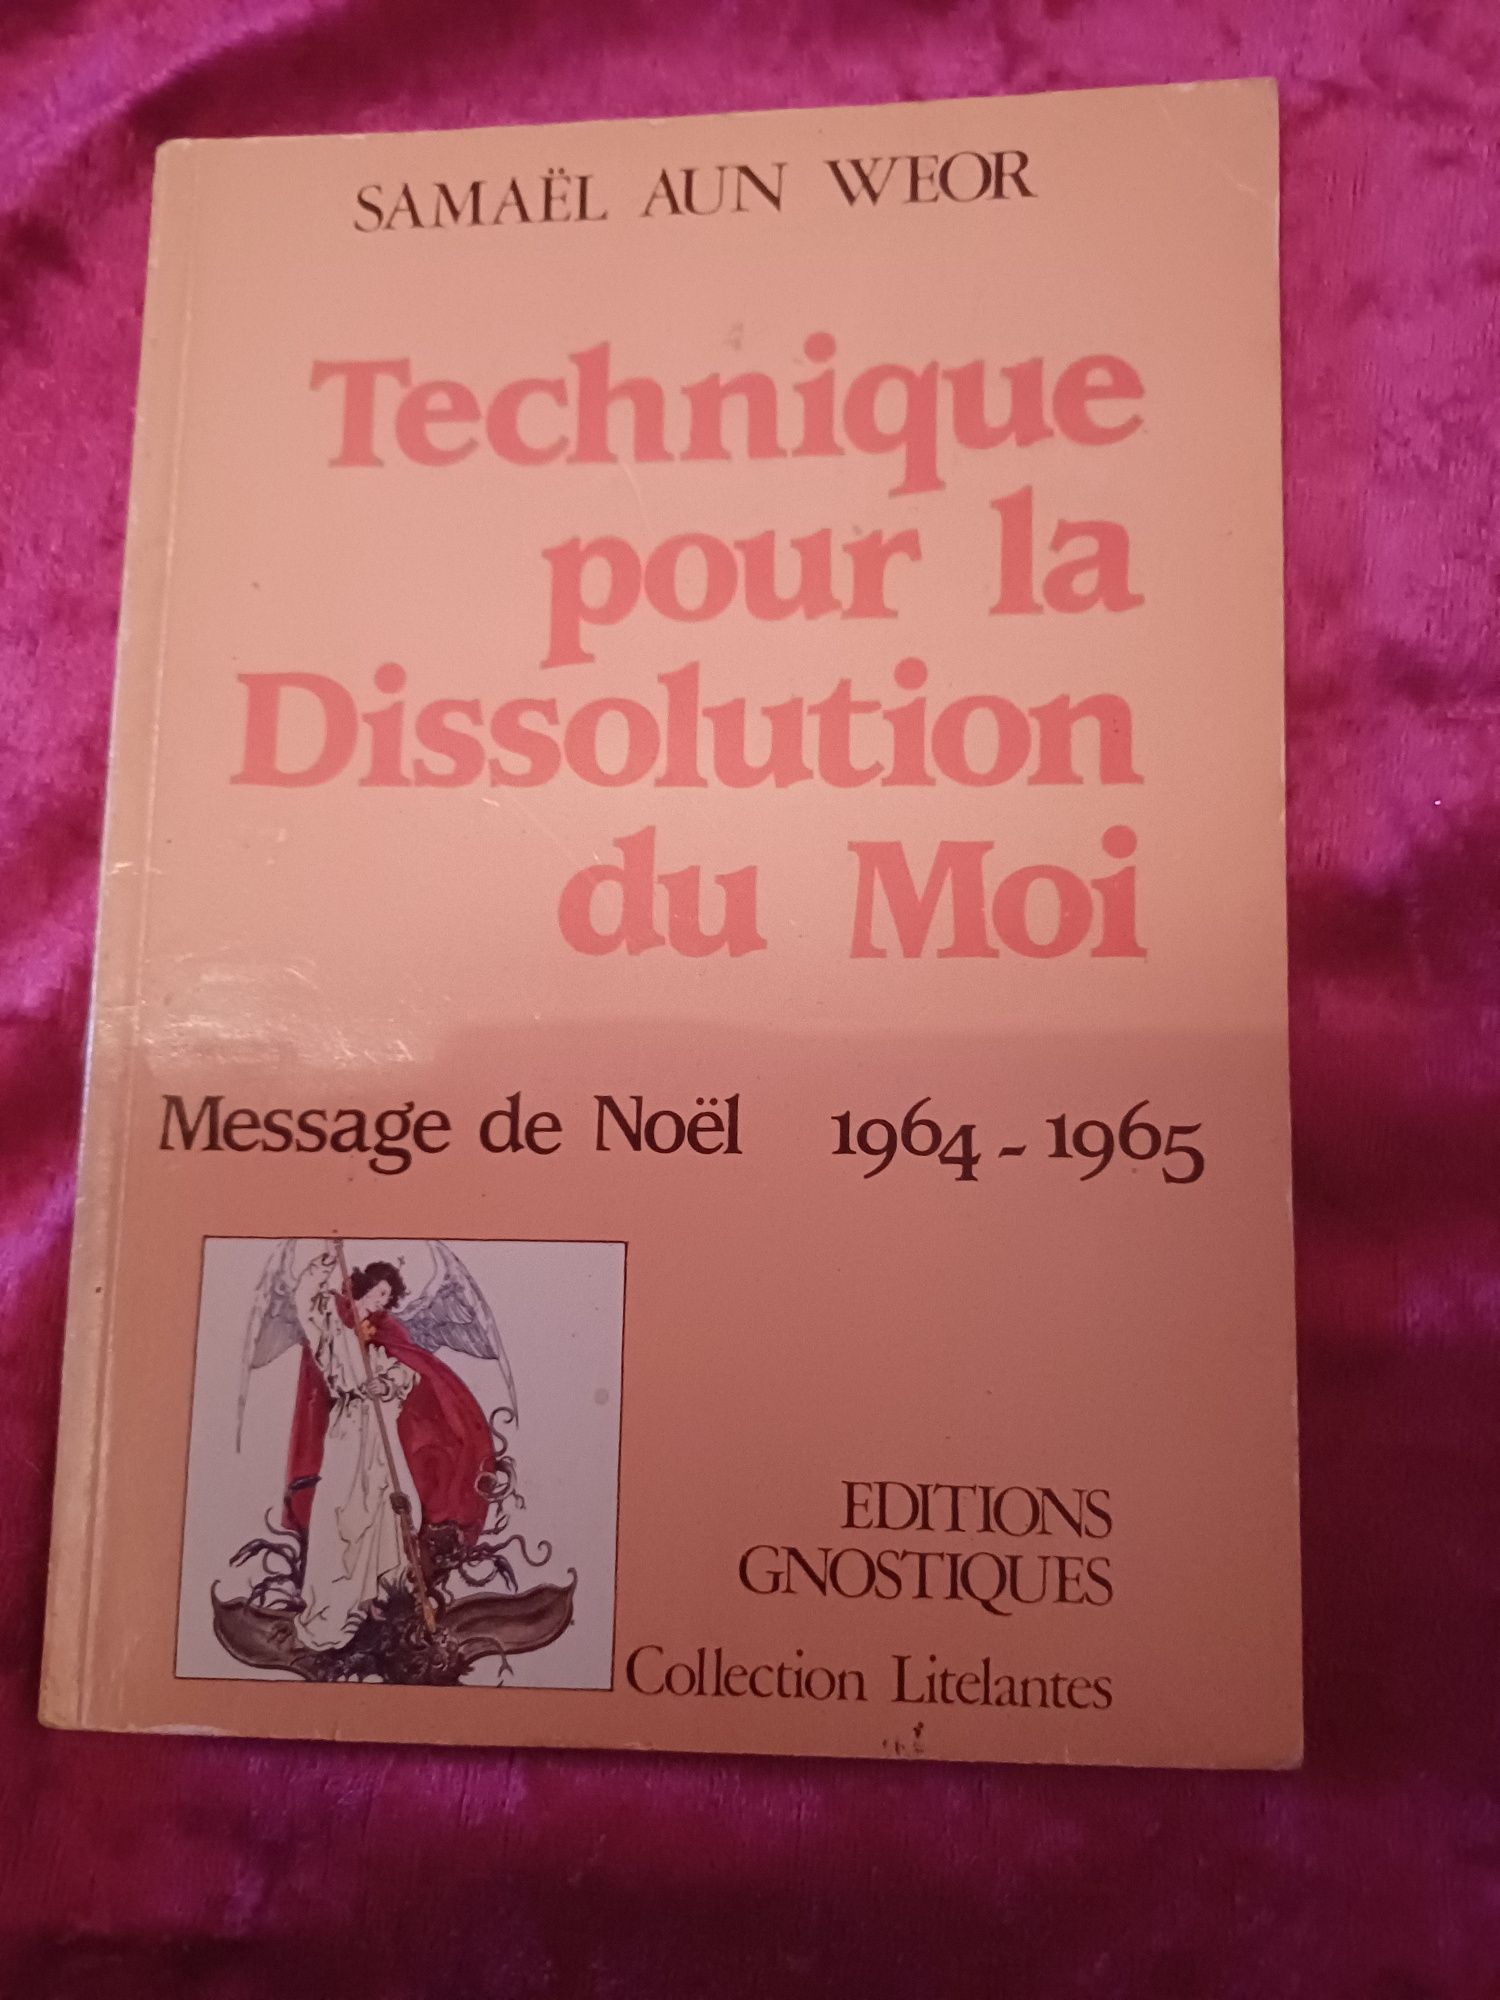 SAMAËL AUN WEOR
Technique
pour la
Dissolution
du Moi
Message de Noël 1964 - 1965
EDITIONS
GNOSTIQUES
Collection Litelantes